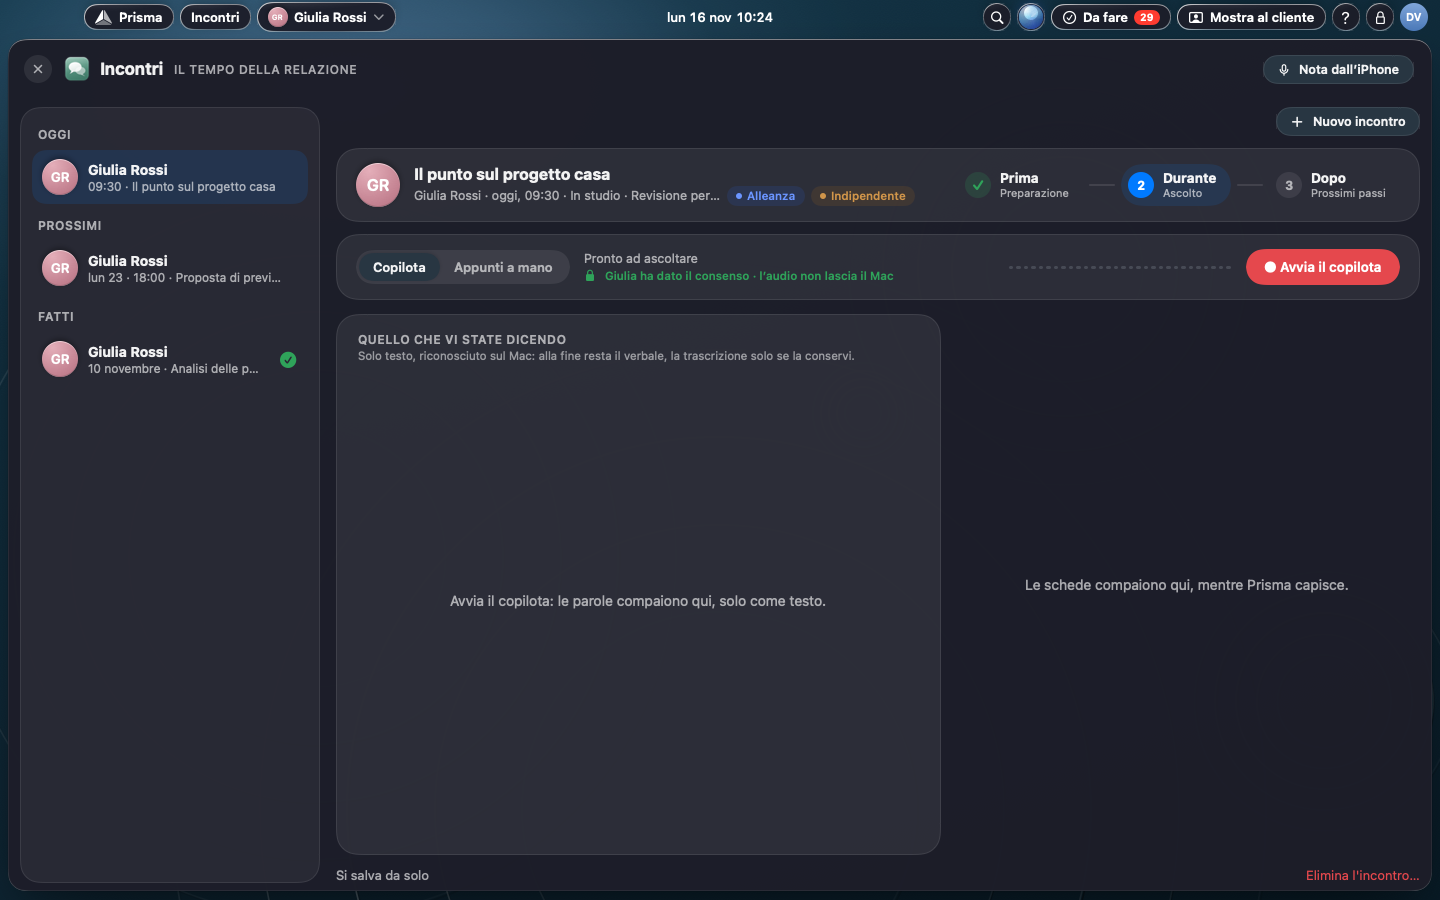 Prisma
Incontri
GR Giulia Rossi
lun 16 nov 10:24
Da fare 29
Mostra al cliente
?
DV
Incontri IL TEMPO DELLA RELAZIONE
Nota dall'iPhone
Nuovo incontro
OGGI
GR
Giulia Rossi
09:30 · Il punto sul progetto casa
PROSSIMI
GR
Giulia Rossi
lun 23 · 18:00 · Proposta di previ...
FATTI
GR
Giulia Rossi
10 novembre · Analisi delle p...
GR
Il punto sul progetto casa
Giulia Rossi · oggi, 09:30 · In studio · Revisione per... Alleanza Indipendente
Prima
Preparazione
2
Durante
Ascolto
3
Dopo
Prossimi passi
Copilota
Appunti a mano
Pronto ad ascoltare
Giulia ha dato il consenso · l'audio non lascia il Mac
Avvia il copilota
QUELLO CHE VI STATE DICENDO
Solo testo, riconosciuto sul Mac: alla fine resta il verbale, la trascrizione solo se la conservi.
Avvia il copilota: le parole compaiono qui, solo come testo.
Le schede compaiono qui, mentre Prisma capisce.
Si salva da solo
Elimina l'incontro...